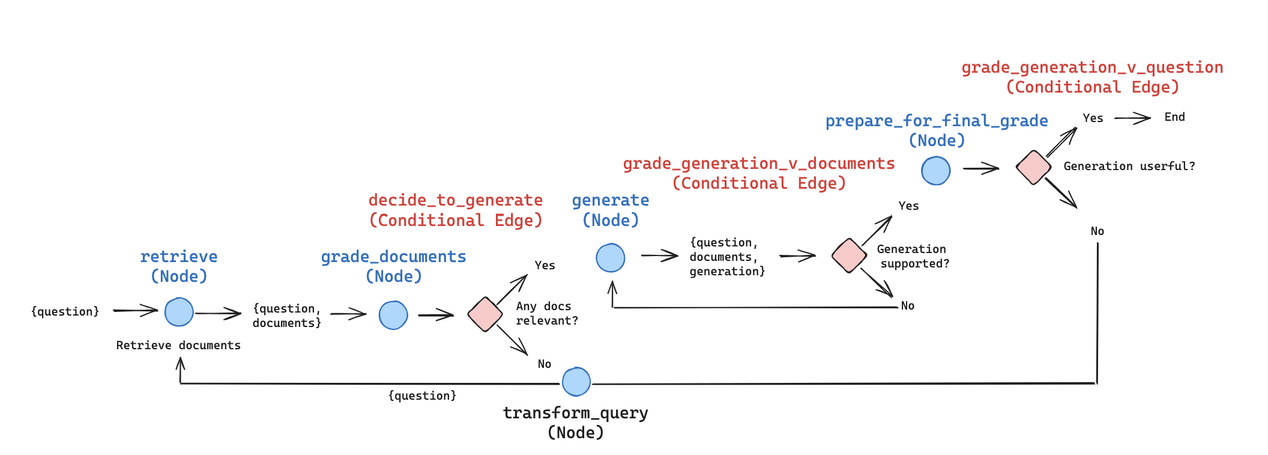 grade_generation_v_question
(Conditional Edge)
Yes
End
prepare_for_final_grade
(Node)
Generation userful?
grade_generation_v_documents
(Conditional Edge)
No
decide_to_generate
(Conditional Edge)
generate
(Node)
Yes
{question,
documents,
generation}
Generation
supported?
No
retrieve
(Node)
grade_documents
(Node)
Yes
{question}
{question,
documents}
Any docs
relevant?
Retrieve documents
No
{question}
transform_query
(Node)